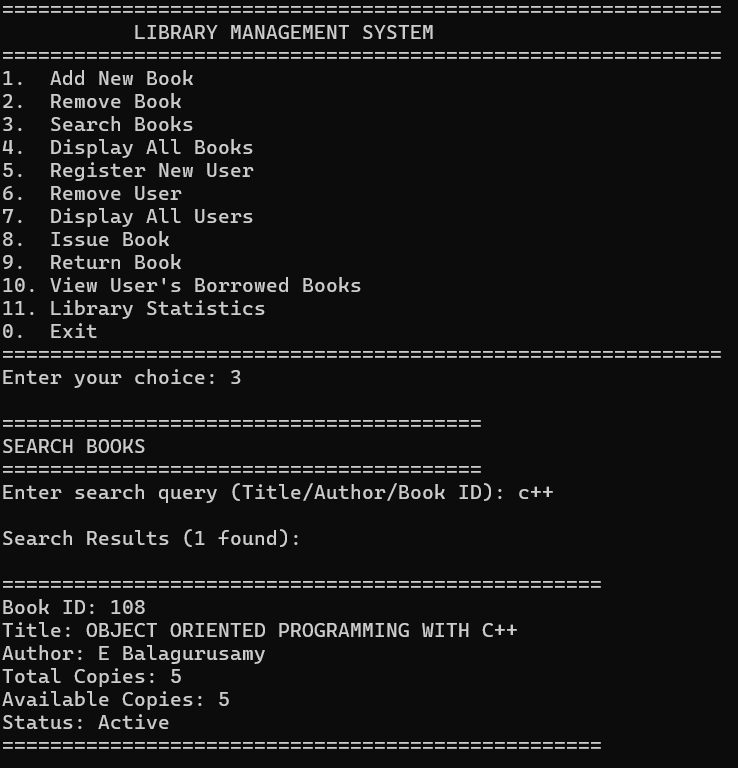 ============================================================
           LIBRARY MANAGEMENT SYSTEM
============================================================
1.  Add New Book
2.  Remove Book
3.  Search Books
4.  Display All Books
5.  Register New User
6.  Remove User
7.  Display All Users
8.  Issue Book
9.  Return Book
10. View User's Borrowed Books
11. Library Statistics
0.  Exit
============================================================
Enter your choice: 3

========================================
SEARCH BOOKS
========================================
Enter search query (Title/Author/Book ID): c++

Search Results (1 found):

==================================================
Book ID: 108
Title: OBJECT ORIENTED PROGRAMMING WITH C++
Author: E Balagurusamy
Total Copies: 5
Available Copies: 5
Status: Active
==================================================